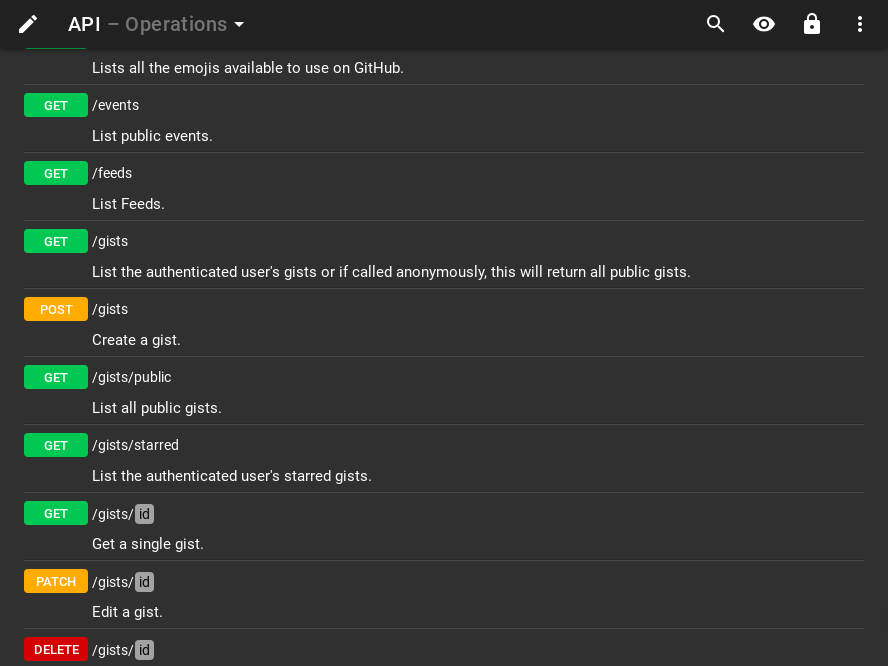 API – Operations
Lists all the emojis available to use on GitHub.
GET /events
List public events.
GET /feeds
List Feeds.
GET /gists
List the authenticated user's gists or if called anonymously, this will return all public gists.
POST /gists
Create a gist.
GET /gists/public
List all public gists.
GET /gists/starred
List the authenticated user's starred gists.
GET /gists/id
Get a single gist.
PATCH /gists/id
Edit a gist.
DELETE /gists/id